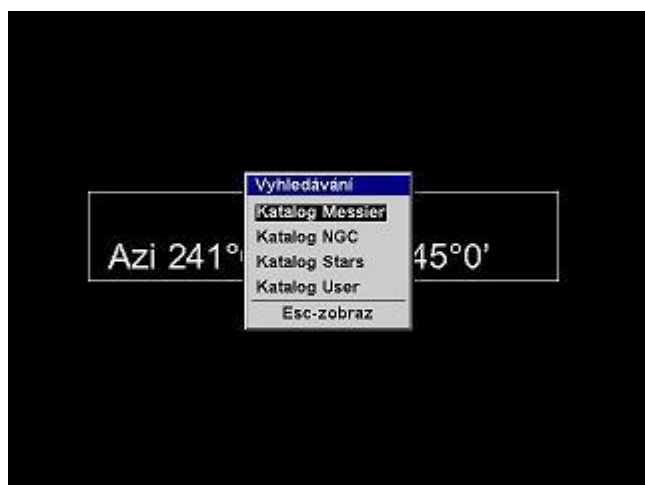 Vyhledávání
Katalog Messier
Katalog NGC
Azi 241° 45°0'
Katalog Stars
Katalog User
Esc-zobraz